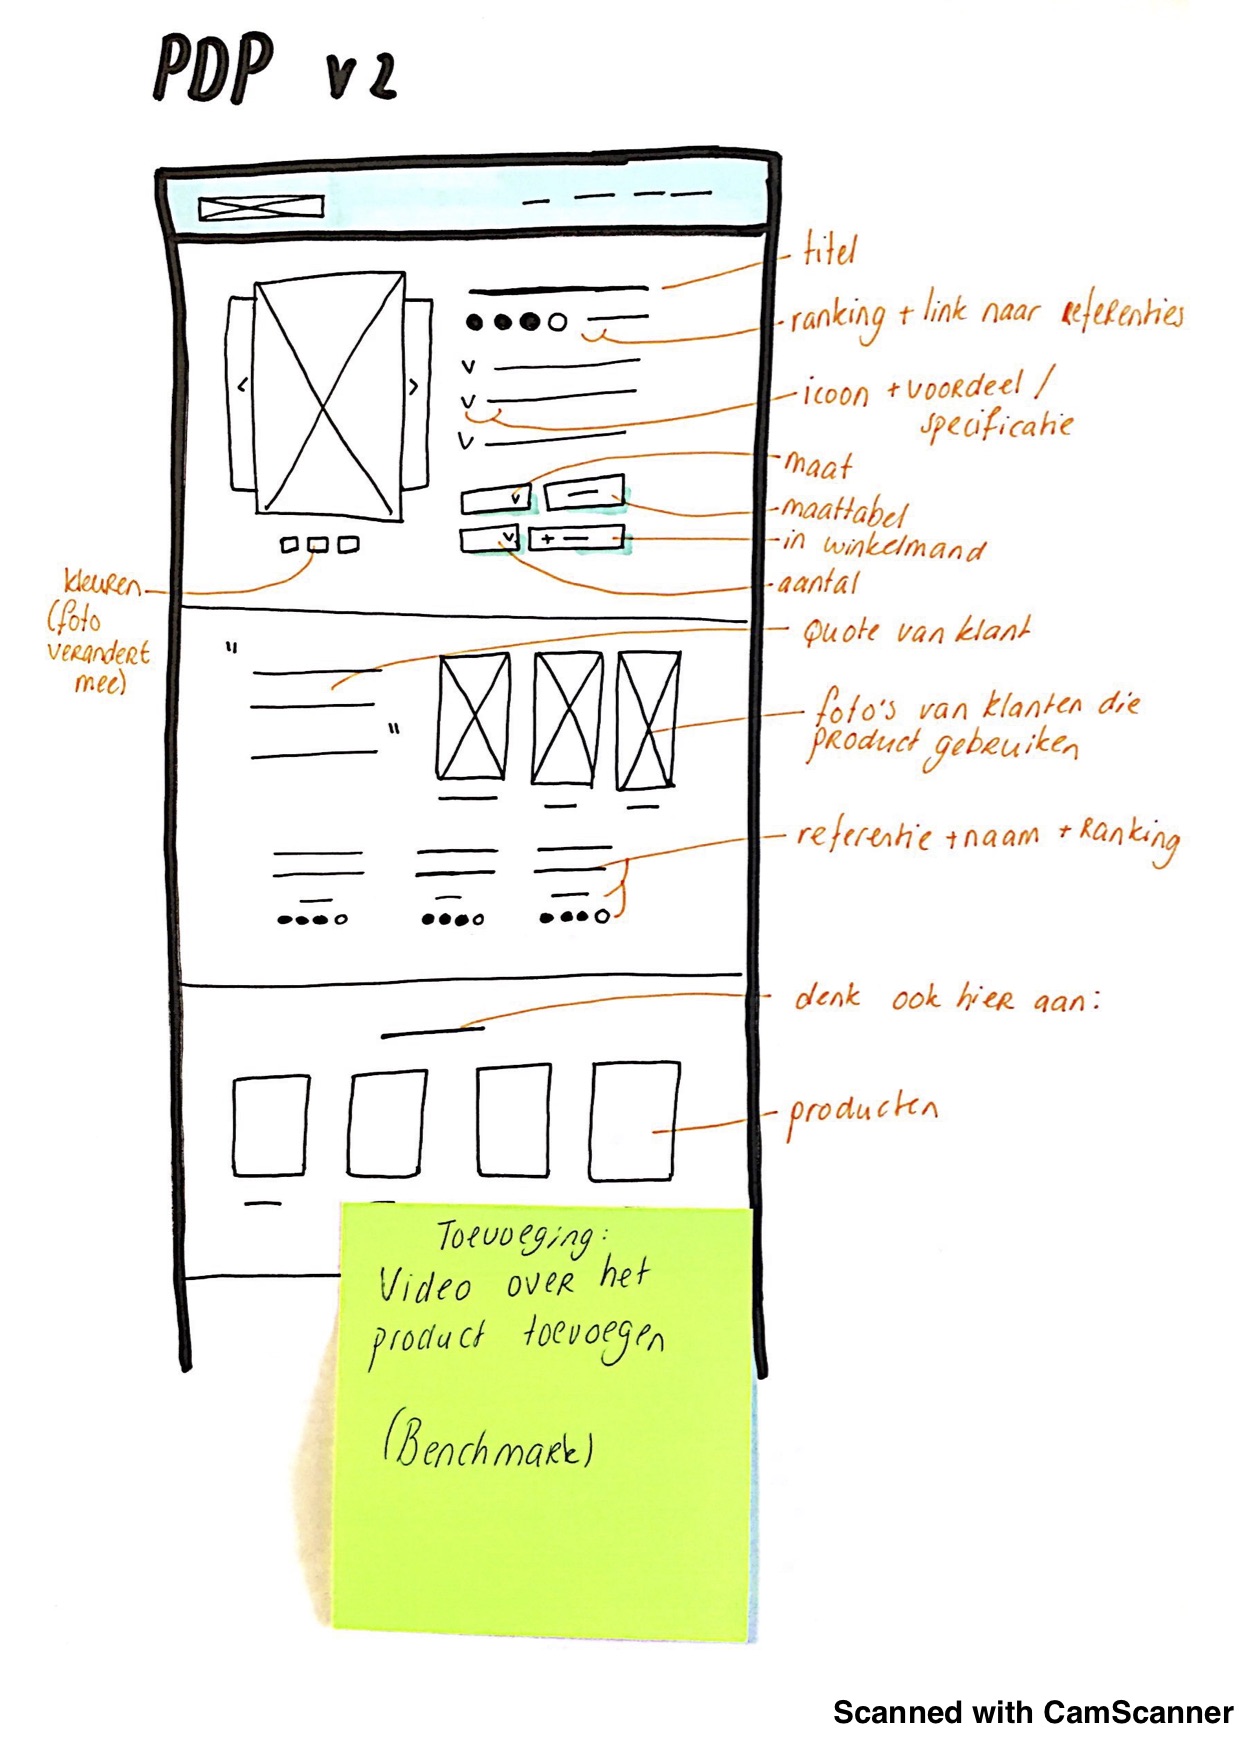 PDP v2
titel
ranking + link naar referenties
icoon + voordeel /
specificatie
maat
maattabel
in winkelmand
aantal
kleuren
(foto
verandert
mee)
quote van klant
foto's van klanten die
product gebruiken
referentie + naam + ranking
denk ook hier aan:
producten
Toevoeging:
Video over het
product toevoegen
(Benchmark)
Scanned with CamScanner